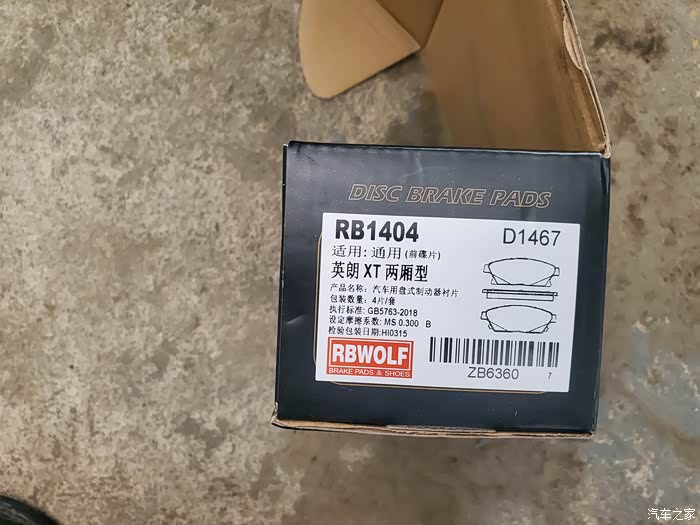 DISC BRAKE PADS
RB1404
D1467
适用: 通用 (前碟片)
英朗 XT 两厢型
产品名称: 汽车用盘式制动器衬片
包装数量: 4片/套
执行标准: GB5763-2018
设定摩擦系数: MS 0.300 B
检验包装日期:HI0315
RBWOLF
BRAKE PADS & SHOES
ZB6360
7
汽车之家